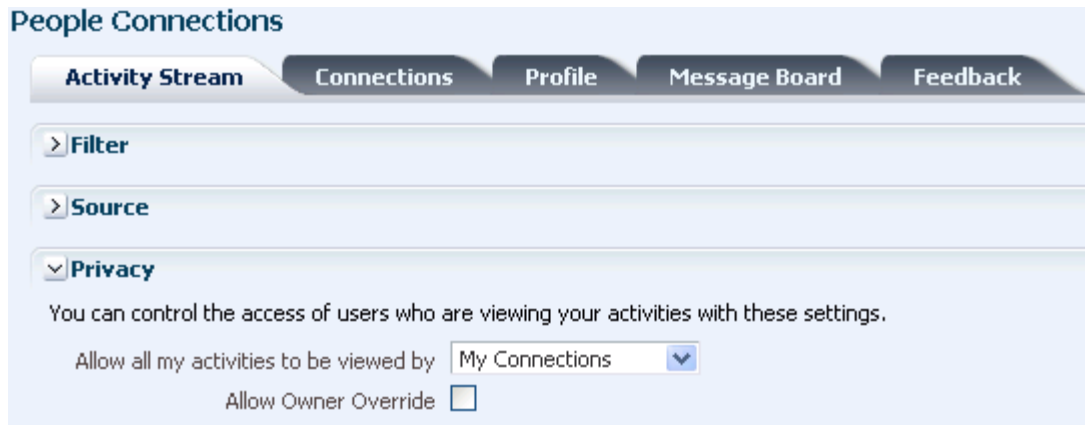 People Connections
Activity Stream Connections Profile Message Board Feedback
Filter
Source
Privacy
You can control the access of users who are viewing your activities with these settings.
Allow all my activities to be viewed by My Connections
Allow Owner Override